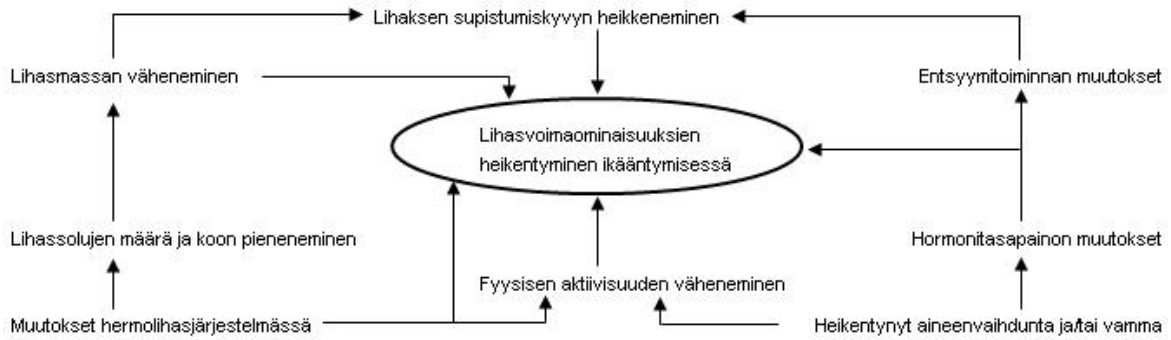 Lihaksen supistumiskyvyn heikkeneminen
Lihasmassan väheneminen
Entsyymitoiminnan muutokset
Lihasvoimaominaisuuksien
heikentyminen ikääntymisessä
Lihassolujen määrä ja koon pieneneminen
Hormonitasapainon muutokset
Fyysisen aktiivisuuden väheneminen
Muutokset hermolihasjärjestelmässä
Heikentynyt aineenvaihdunta ja/tai vamma